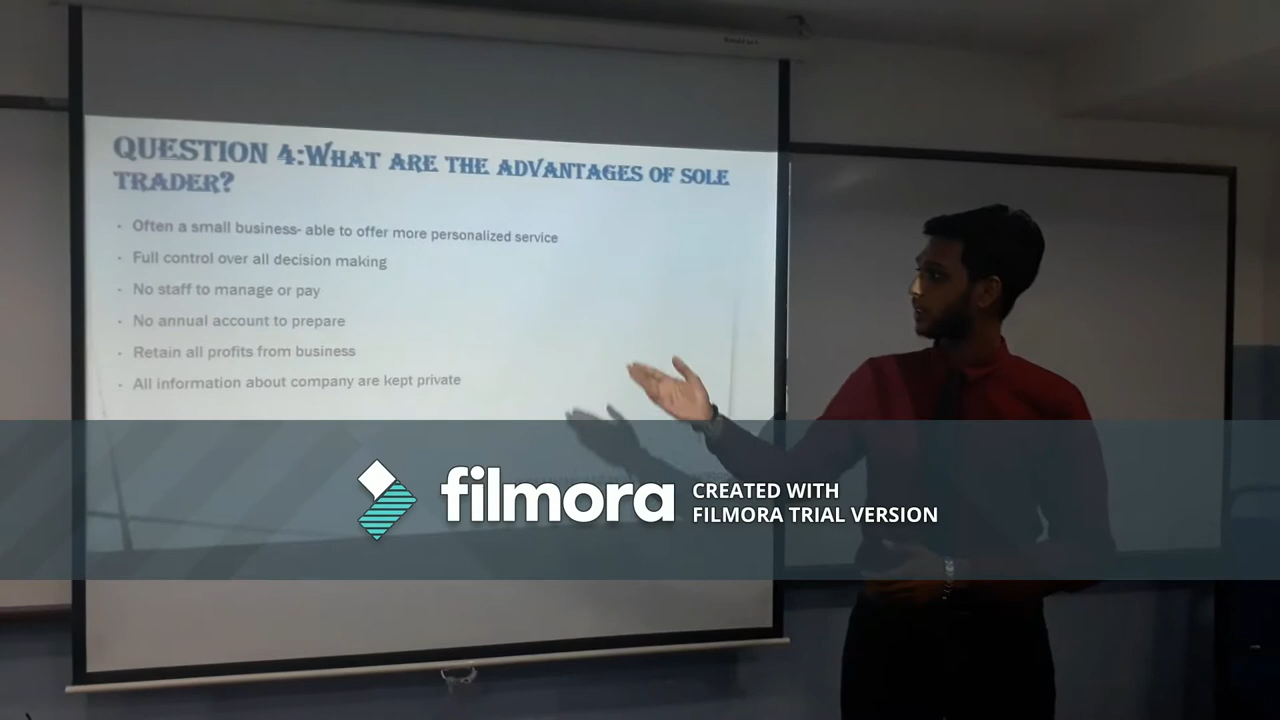 QUESTION 4:WHAT ARE THE ADVANTAGES OF SOLE
TRADER?
• Often a small business- able to offer more personalized service
• Full control over all decision making
• No staff to manage or pay
• No annual account to prepare
• Retain all profits from business
• All information about company are kept private
filmora
CREATED WITH
FILMORA TRIAL VERSION